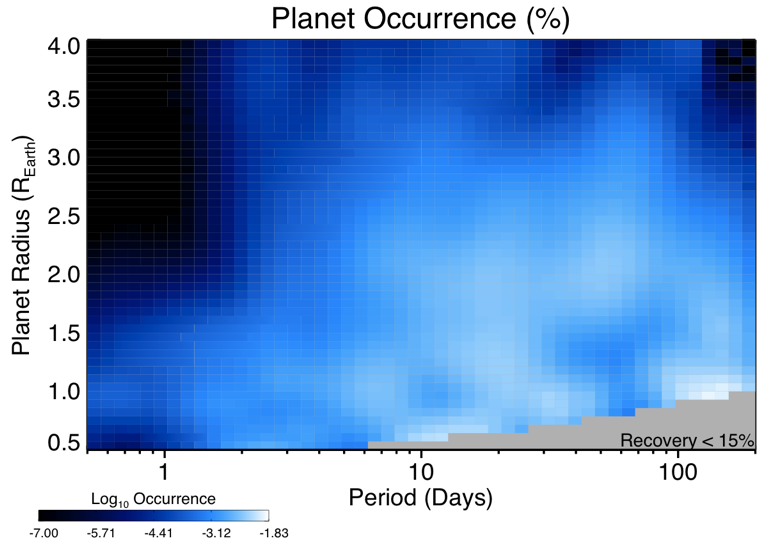 Planet Occurrence (%)
4.0
3.5
3.0
2.5
2.0
1.5
1.0
0.5
Planet Radius (R_Earth)
Recovery < 15%
1 10 100
Period (Days)
Log₁₀ Occurrence
-7.00 -5.71 -4.41 -3.12 -1.83